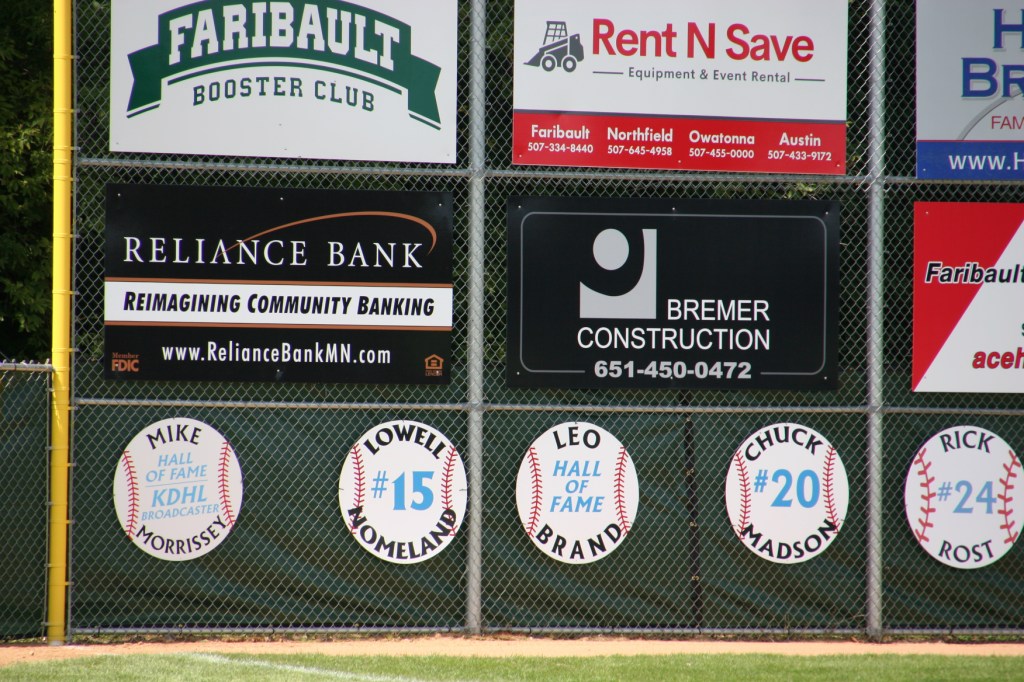 FARIBAULT
BOOSTER CLUB
Rent N Save
Equipment & Event Rental
Faribault Northfield Owatonna Austin
507-334-8440 507-645-4958 507-455-0000 507-433-9172
H
BR
FAM
www.H
RELIANCE BANK
REIMAGINING COMMUNITY BANKING
Member
FDIC
www.RelianceBankMN.com
BREMER
CONSTRUCTION
651-450-0472
Faribault
s
aceh
MIKE
HALL
OF FAME
KDHL
BROADCASTER
MORRISSEY
LOWELL
#15
NOMELAND
LEO
HALL
OF
FAME
BRAND
CHUCK
#20
MADSON
RICK
#24
ROST